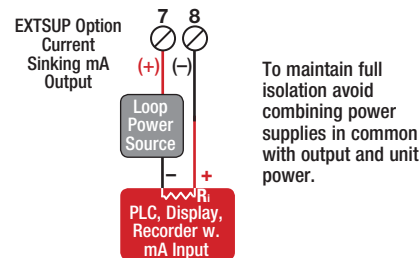 EXTSUP Option
Current
Sinking mA
Output
7 8
(+) (–)
Loop
Power
Source
– +
Ri
PLC, Display,
Recorder w.
mA Input
To maintain full
isolation avoid
combining power
supplies in common
with output and unit
power.